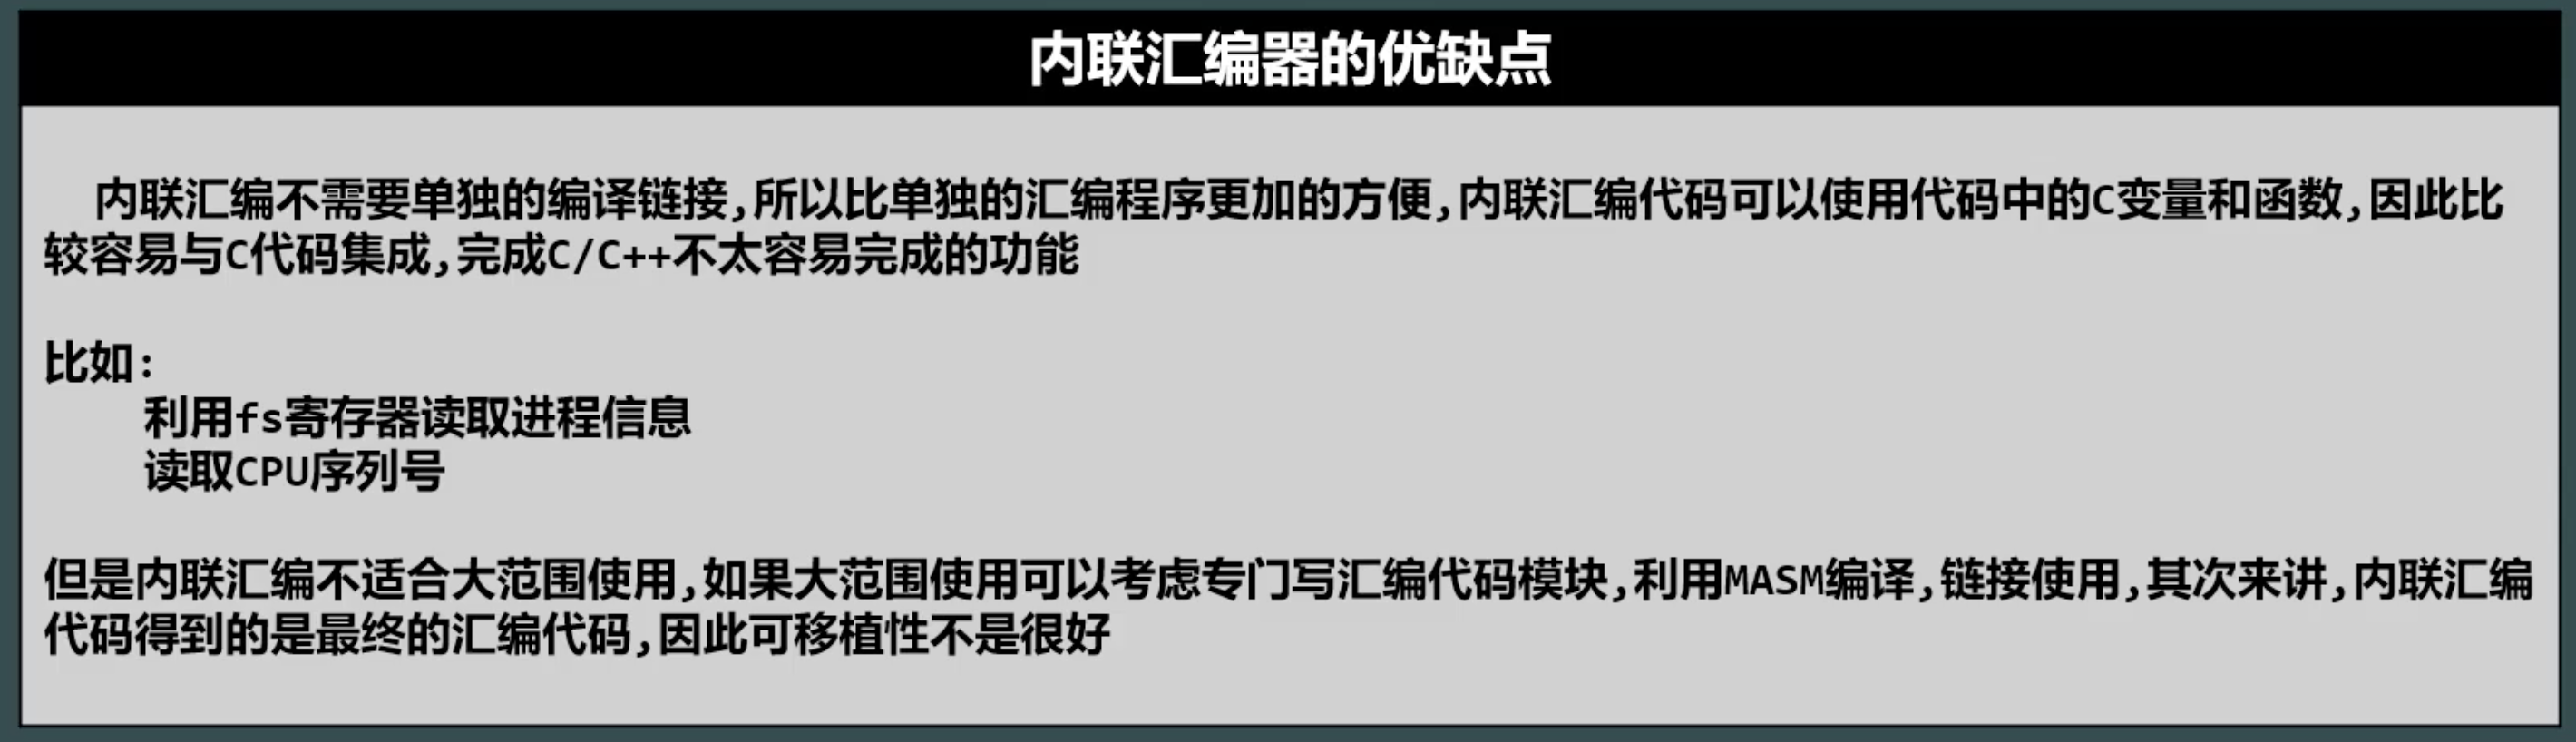 内联汇编器的优缺点
内联汇编不需要单独的编译链接,所以比单独的汇编程序更加的方便,内联汇编代码可以使用代码中的C变量和函数,因此比
较容易与C代码集成,完成C/C++不太容易完成的功能
比如:
利用fs寄存器读取进程信息
读取CPU序列号
但是内联汇编不适合大范围使用,如果大范围使用可以考虑专门写汇编代码模块,利用MASM编译,链接使用,其次来讲,内联汇编
代码得到的是最终的汇编代码,因此可移植性不是很好